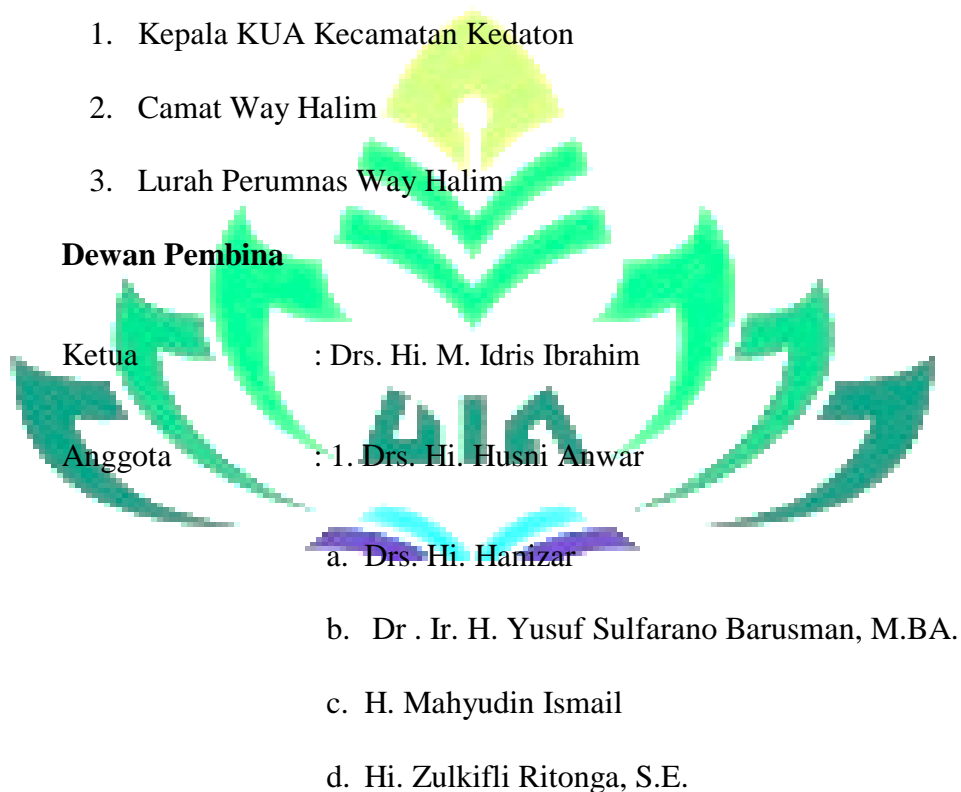 1. Kepala KUA Kecamatan Kedaton
2. Camat Way Halim
3. Lurah Perumnas Way Halim
Dewan Pembina
Ketua : Drs. Hi. M. Idris Ibrahim
Anggota : 1. Drs. Hi. Husni Anwar
a. Drs. Hi. Hanizar
b. Dr . Ir. H. Yusuf Sulfarano Barusman, M.BA.
c. H. Mahyudin Ismail
d. Hi. Zulkifli Ritonga, S.E.